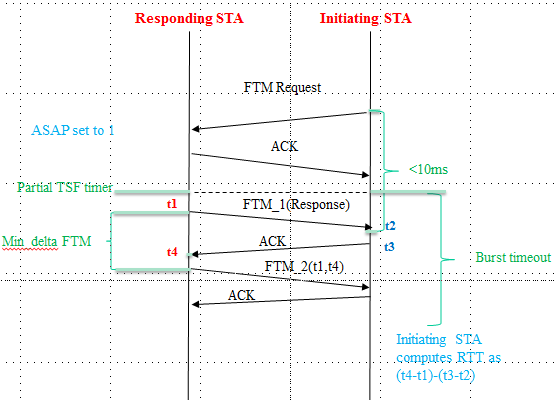 Responding STA
Initiating STA
FTM Request
ASAP set to 1
ACK
<10ms
Partial TSF timer
t1
FTM_1(Response)
t2
Min_delta FTM
ACK
t3
t4
Burst timeout
FTM_2(t1,t4)
ACK
Initiating STA
computes RTT as
(t4-t1)-(t3-t2)